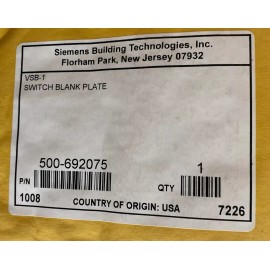 Siemens Building Technologies, Inc.
Florham Park, New Jersey 07932
VSB-1
SWITCH BLANK PLATE
500-692075 1
P/N QTY
1008 COUNTRY OF ORIGIN: USA 7226